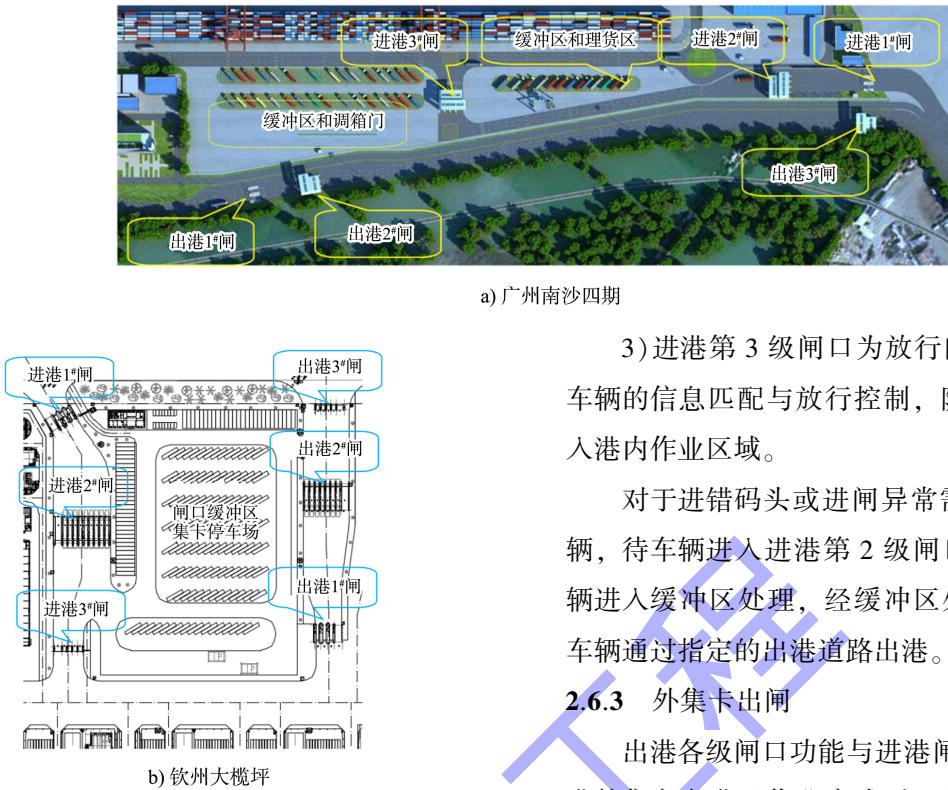 进港3#闸
缓冲区和理货区
进港2#闸
进港1#闸
缓冲区和调箱门
出港3#闸
出港1#闸
出港2#闸
a) 广州南沙四期
进港1#闸
出港3#闸
出港2#闸
进港2#闸
闸口缓冲区
集卡停车场
出港1#闸
进港3#闸
b) 钦州大榄坪
3)进港第 3 级闸口为放行
车辆的信息匹配与放行控制，
入港内作业区域。
对于进错码头或进闸异常
辆，待车辆进入进港第 2 级闸
辆进入缓冲区处理，经缓冲区
车辆通过指定的出港道路出港。
2.6.3 外集卡出闸
出港各级闸口功能与进港闸
工程